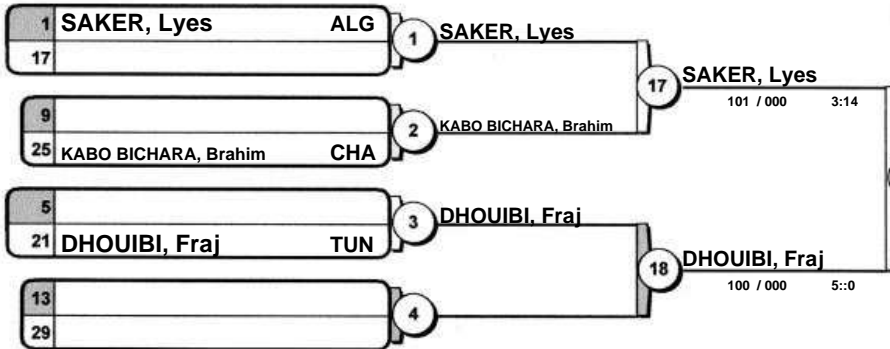 1 SAKER, Lyes ALG
17
1 SAKER, Lyes
9
25 KABO BICHARA, Brahim CHA
2 KABO BICHARA, Brahim
17 SAKER, Lyes
101 / 000 3:14
5
21 DHOUIBI, Fraj TUN
3 DHOUIBI, Fraj
13
29
4
18 DHOUIBI, Fraj
100 / 000 5::0